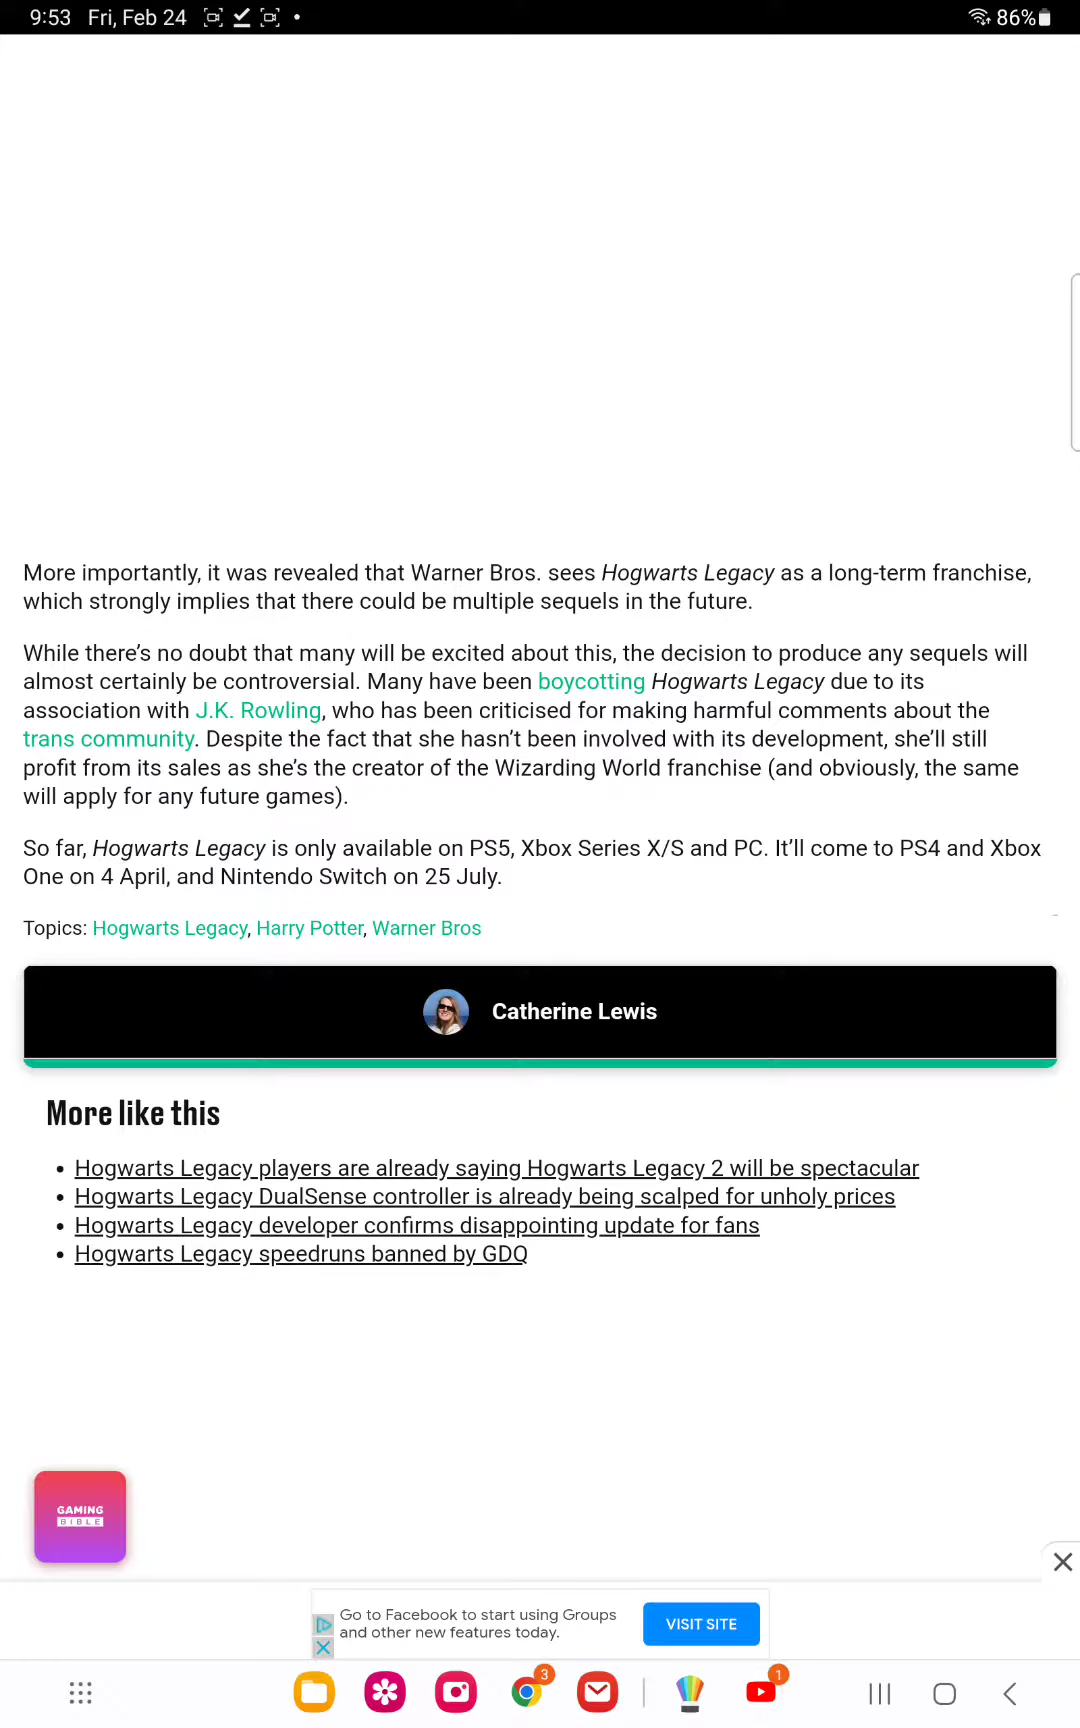 9:53 Fri, Feb 24
86%
More importantly, it was revealed that Warner Bros. sees Hogwarts Legacy as a long-term franchise,
which strongly implies that there could be multiple sequels in the future.
While there's no doubt that many will be excited about this, the decision to produce any sequels will
almost certainly be controversial. Many have been boycotting Hogwarts Legacy due to its
association with J.K. Rowling, who has been criticised for making harmful comments about the
trans community. Despite the fact that she hasn't been involved with its development, she'll still
profit from its sales as she's the creator of the Wizarding World franchise (and obviously, the same
will apply for any future games).
So far, Hogwarts Legacy is only available on PS5, Xbox Series X/S and PC. It'll come to PS4 and Xbox
One on 4 April, and Nintendo Switch on 25 July.
Topics: Hogwarts Legacy, Harry Potter, Warner Bros
Catherine Lewis
More like this
• Hogwarts Legacy players are already saying Hogwarts Legacy 2 will be spectacular
• Hogwarts Legacy DualSense controller is already being scalped for unholy prices
• Hogwarts Legacy developer confirms disappointing update for fans
• Hogwarts Legacy speedruns banned by GDQ
GAMING
BIBLE
Go to Facebook to start using Groups
and other new features today.
VISIT SITE
3
1